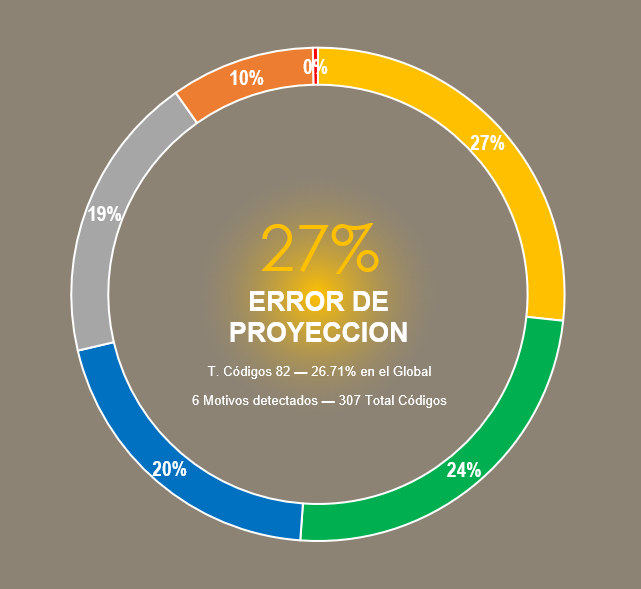 0%
10%
27%
19%
27%
ERROR DE
PROYECCION
T. Códigos 82 — 26.71% en el Global
6 Motivos detectados — 307 Total Códigos
20%
24%